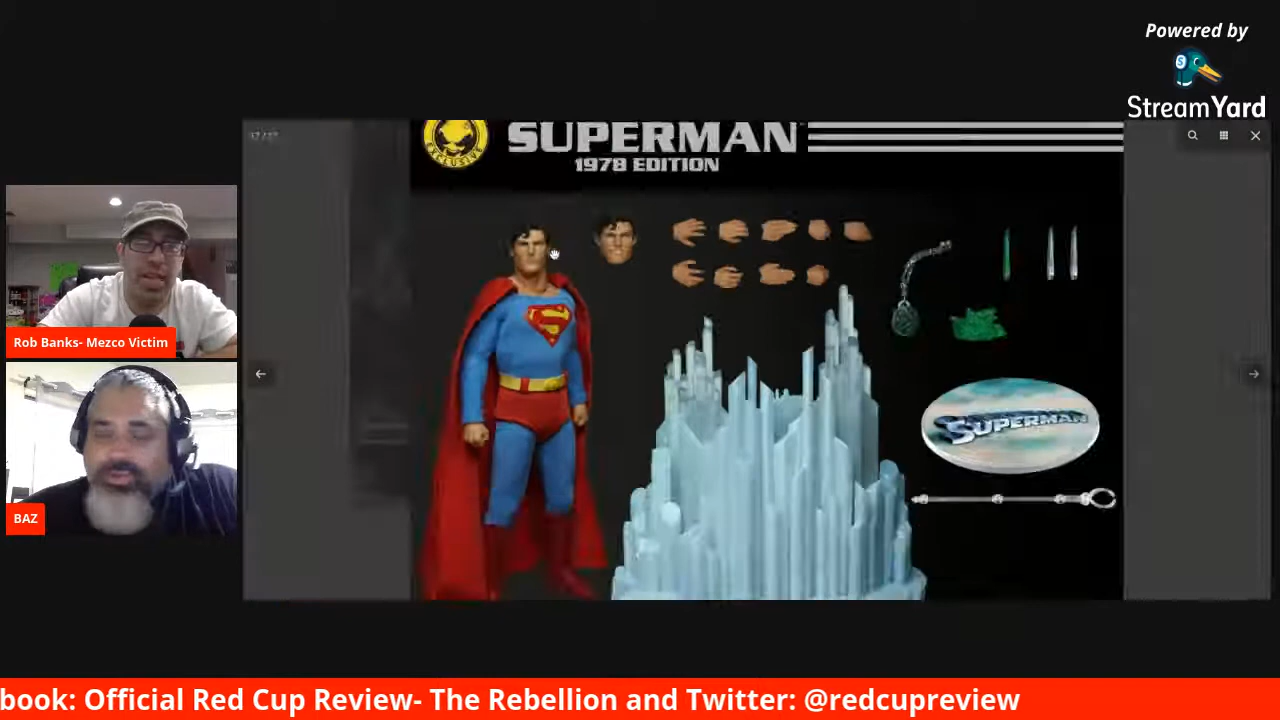 Powered by
StreamYard
EXCLUSIVE
SUPERMAN
1978 EDITION
SUPERMAN
Rob Banks- Mezco Victim
BAZ
book: Official Red Cup Review- The Rebellion and Twitter: @redcupreview